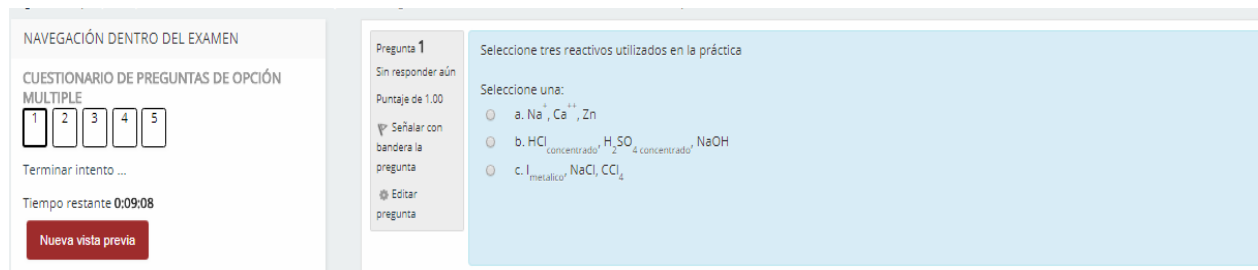 NAVEGACIÓN DENTRO DEL EXAMEN
CUESTIONARIO DE PREGUNTAS DE OPCIÓN
MULTIPLE
1 2 3 4 5
Terminar intento ...
Tiempo restante 0:09:08
Nueva vista previa
Pregunta 1
Sin responder aún
Puntaje de 1.00
Señalar con
bandera la
pregunta
Editar
pregunta
Seleccione tres reactivos utilizados en la práctica
Seleccione una:
a. Na⁺, Ca⁺⁺, Zn
b. HCl concentrado, H₂SO₄ concentrado, NaOH
c. I metalico, NaCl, CCl₄